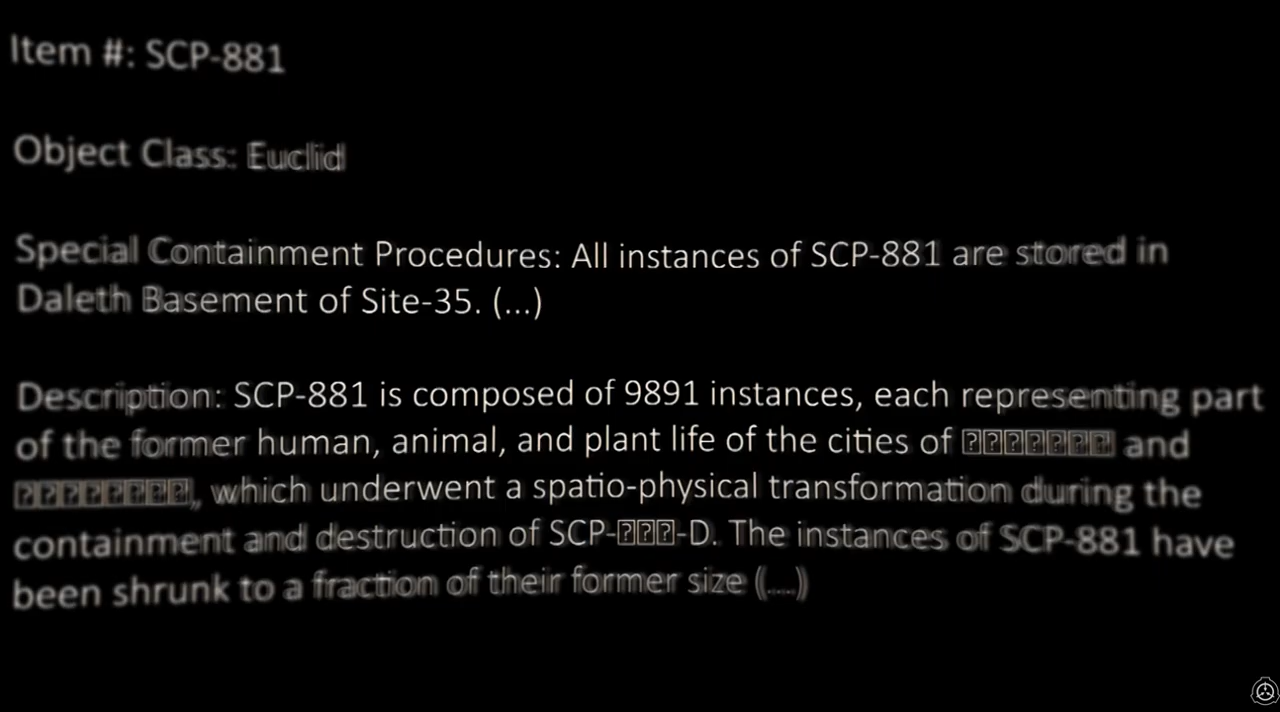 Item #: SCP-881
Object Class: Euclid
Special Containment Procedures: All instances of SCP-881 are stored in
Daleth Basement of Site-35. (...)
Description: SCP-881 is composed of 9891 instances, each representing part
of the former human, animal, and plant life of the cities of ⍰⍰⍰⍰⍰⍰⍰ and
⍰⍰⍰⍰⍰⍰⍰⍰, which underwent a spatio-physical transformation during the
containment and destruction of SCP-⍰⍰⍰-D. The instances of SCP-881 have
been shrunk to a fraction of their former size (....)